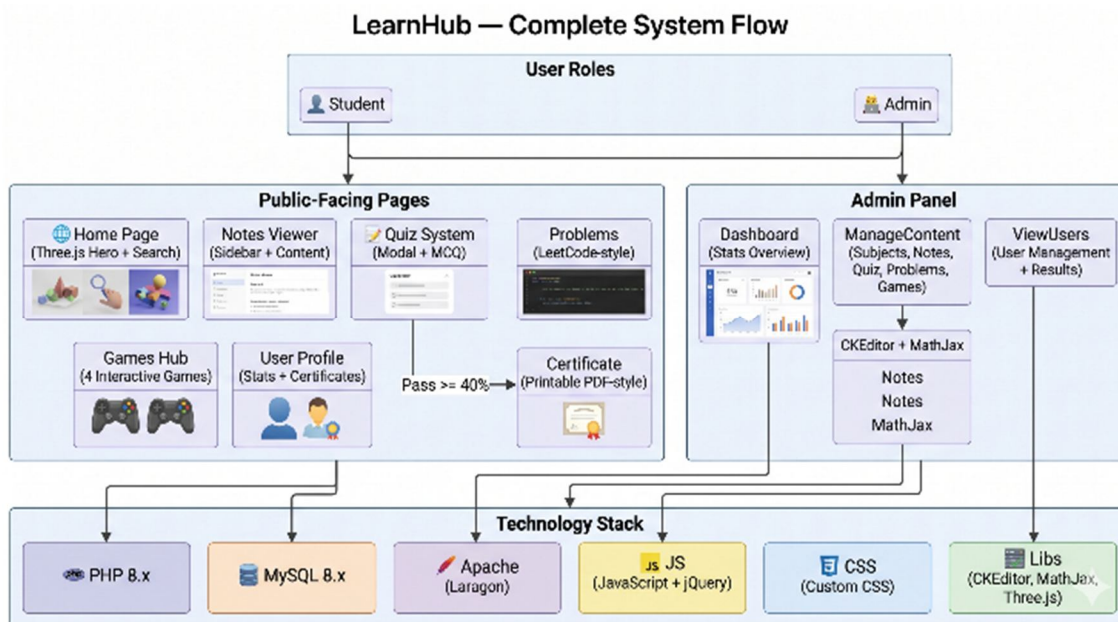 LearnHub — Complete System Flow
User Roles
Student
Admin
Public-Facing Pages
Home Page
(Three.js Hero + Search)
Notes Viewer
(Sidebar + Content)
Quiz System
(Modal + MCQ)
Problems
(LeetCode-style)
Games Hub
(4 Interactive Games)
User Profile
(Stats + Certificates)
Pass >= 40%
Certificate
(Printable PDF-style)
Admin Panel
Dashboard
(Stats Overview)
ManageContent
(Subjects, Notes,
Quiz, Problems,
Games)
ViewUsers
(User Management
+ Results)
CKEditor + MathJax
Notes
Notes
MathJax
Technology Stack
php PHP 8.x
MySQL 8.x
Apache
(Laragon)
JS JS
(JavaScript + jQuery)
CSS
(Custom CSS)
Libs
(CKEditor, MathJax,
Three.js)